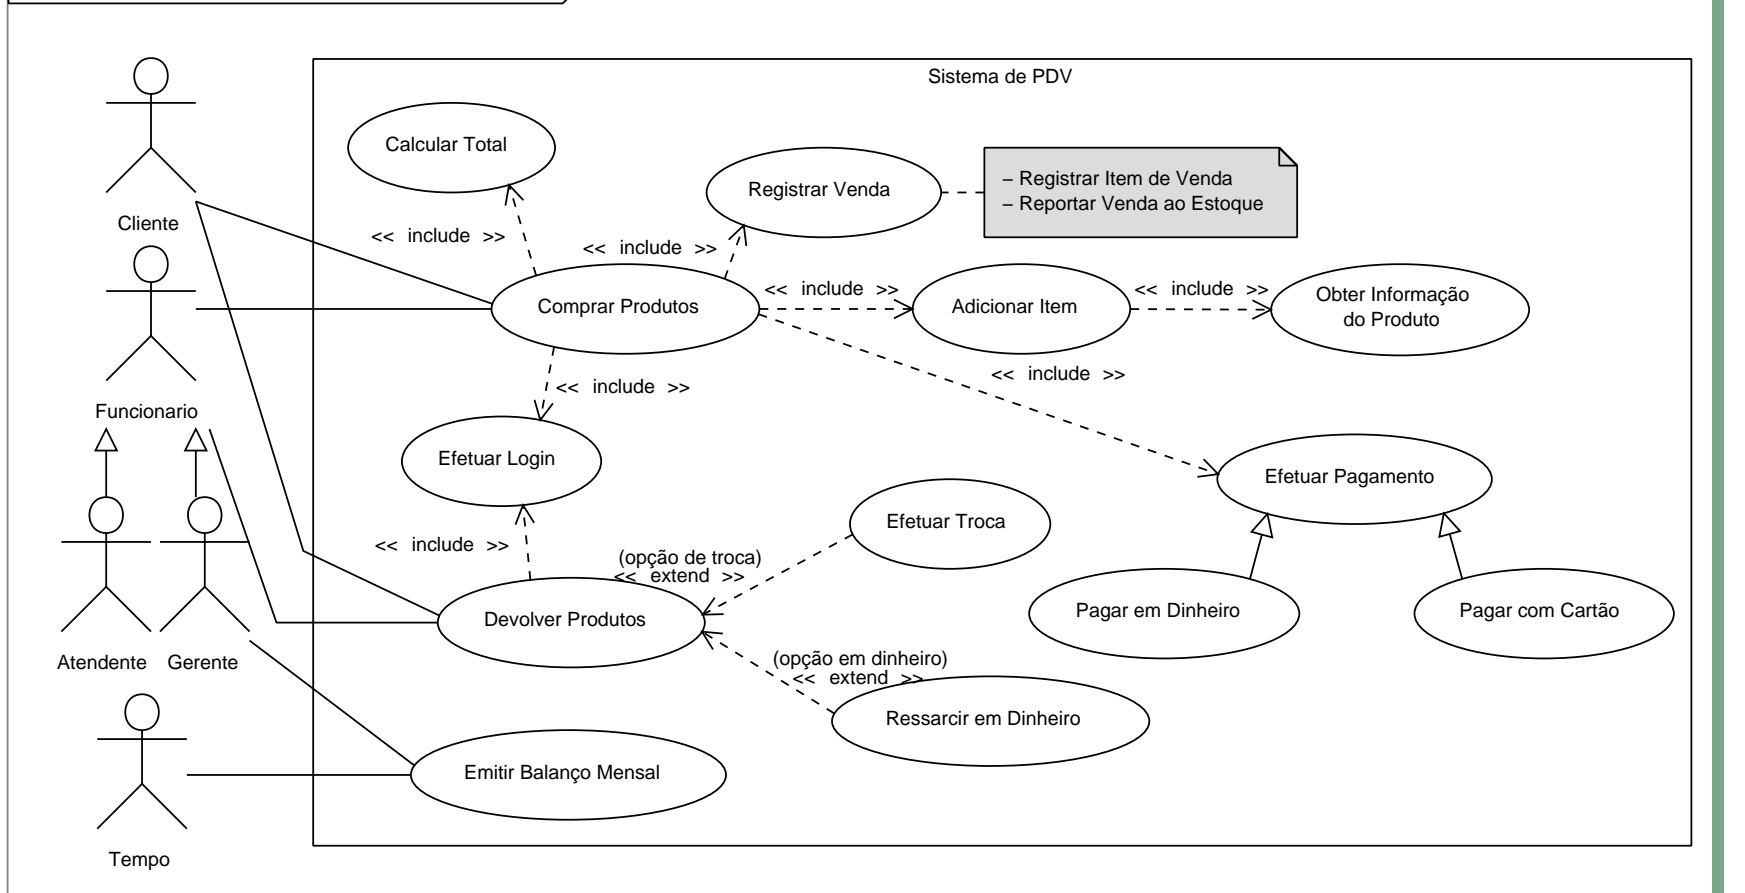 Sistema de PDV
Calcular Total
Registrar Venda
– Registrar Item de Venda
– Reportar Venda ao Estoque
Cliente
<< include >>
<< include >>
Comprar Produtos
<< include >>
Adicionar Item
<< include >>
Obter Informação
do Produto
<< include >>
<< include >>
Funcionario
Efetuar Login
Efetuar Pagamento
Efetuar Troca
<< include >>
(opção de troca)
<< extend >>
Devolver Produtos
Pagar em Dinheiro
Pagar com Cartão
Atendente
Gerente
(opção em dinheiro)
<< extend >>
Ressarcir em Dinheiro
Emitir Balanço Mensal
Tempo